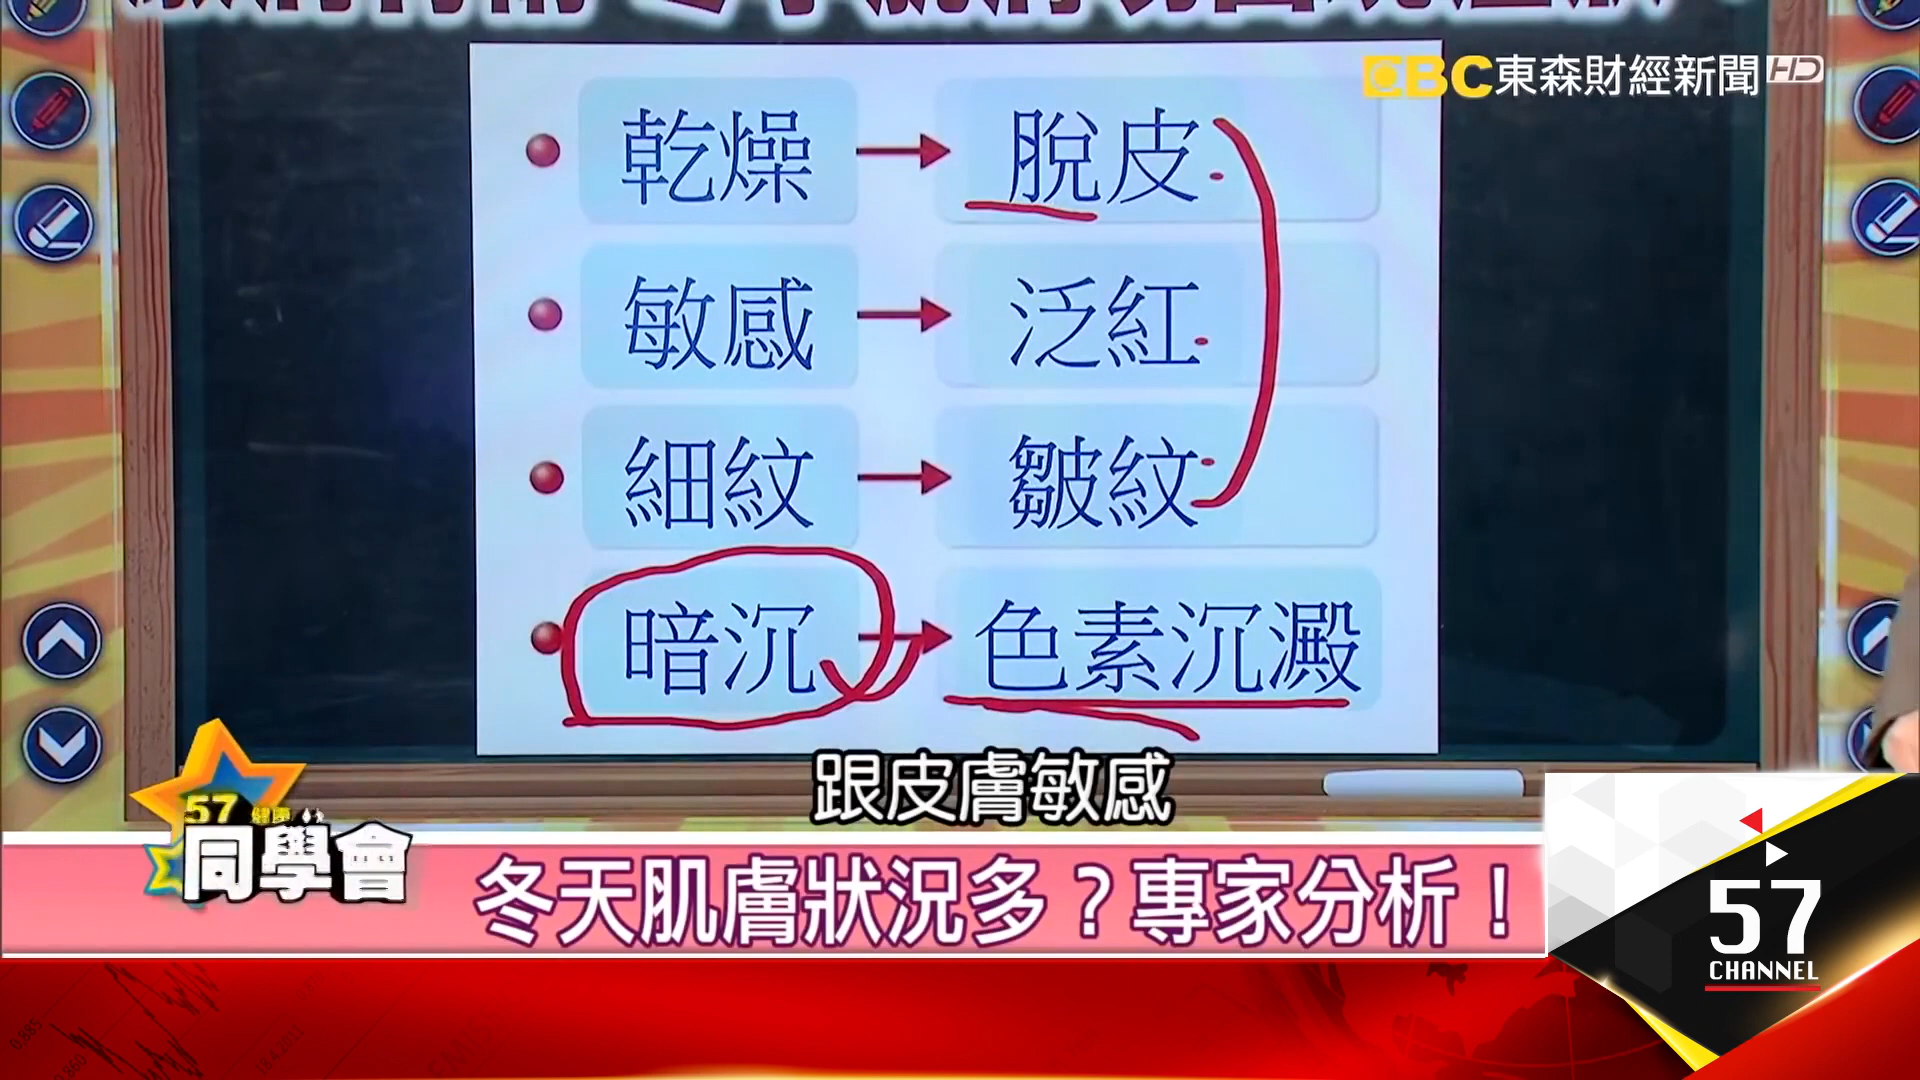 EBC東森財經新聞HD
乾燥 → 脫皮
敏感 → 泛紅
細紋 → 皺紋
暗沉 → 色素沉澱
跟皮膚敏感
57 健康
同學會
冬天肌膚狀況多？專家分析！
57
CHANNEL